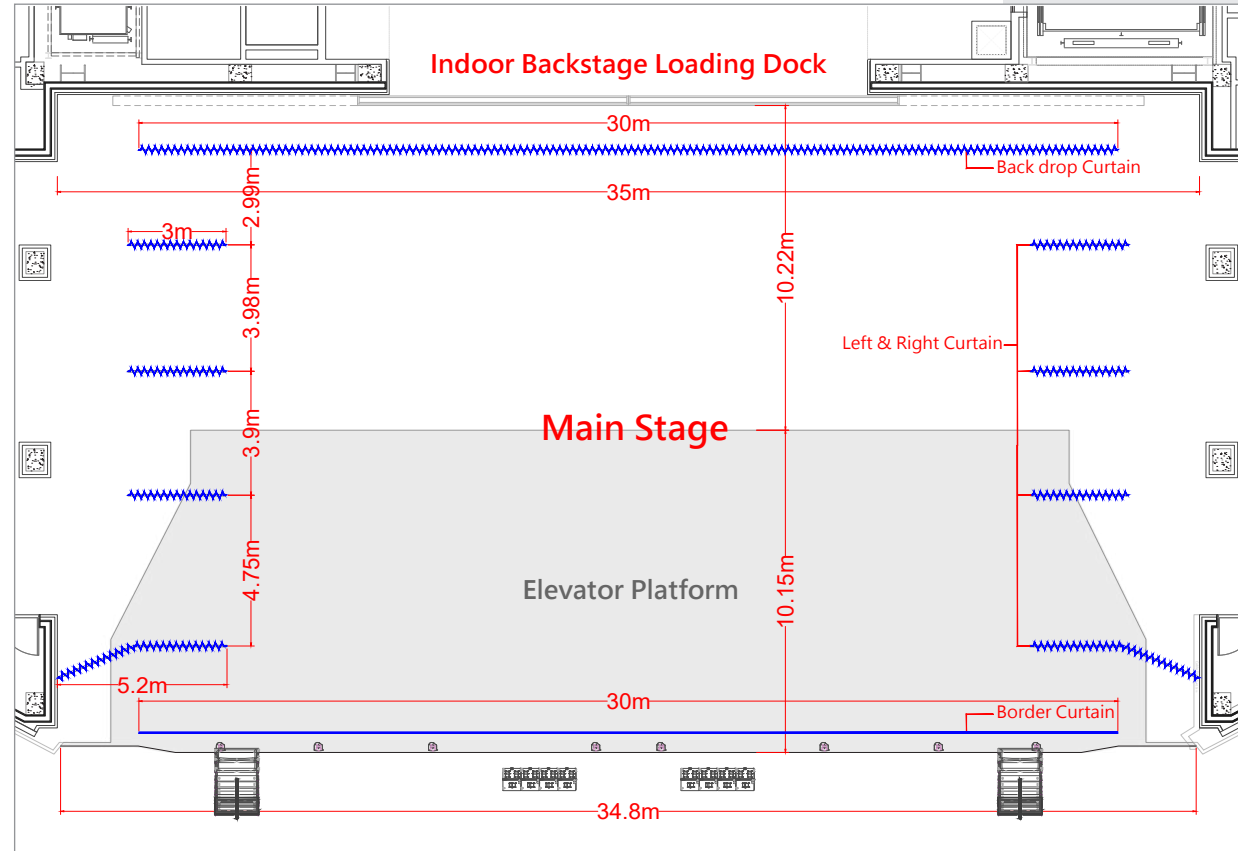 Indoor Backstage Loading Dock
30m
Back drop Curtain
35m
2.99m
3m
10.22m
3.98m
Left & Right Curtain
3.9m
Main Stage
4.75m
Elevator Platform
10.15m
5.2m
30m
Border Curtain
34.8m